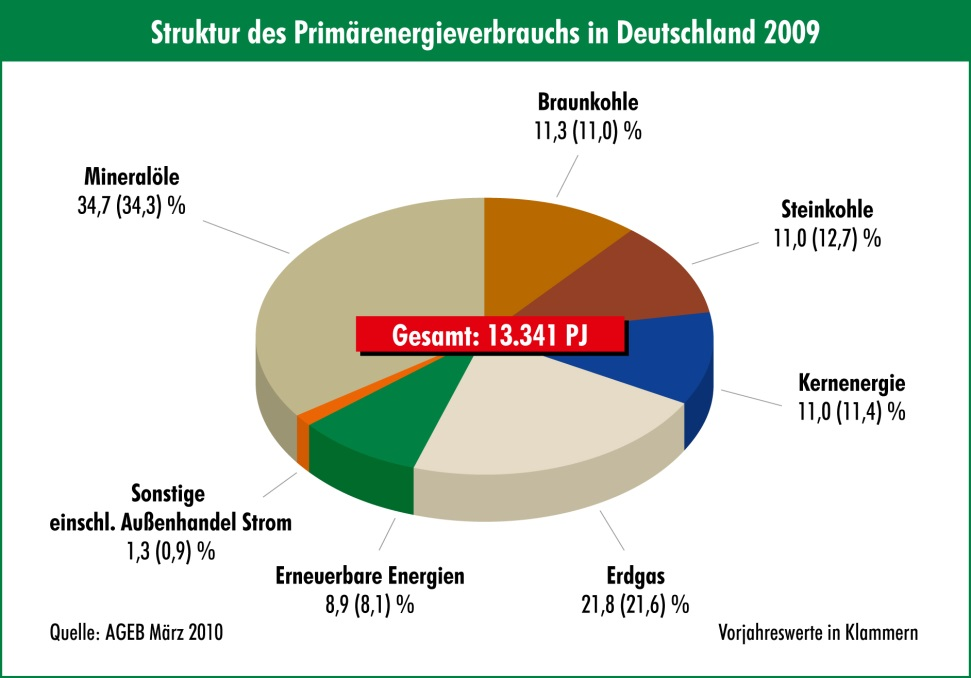 Struktur des Primärenergieverbrauchs in Deutschland 2009
Braunkohle
11,3 (11,0) %
Mineralöle
34,7 (34,3) %
Steinkohle
11,0 (12,7) %
Gesamt: 13.341 PJ
Kernenergie
11,0 (11,4) %
Sonstige
einschl. Außenhandel Strom
1,3 (0,9) %
Erneuerbare Energien
8,9 (8,1) %
Erdgas
21,8 (21,6) %
Quelle: AGEB März 2010
Vorjahreswerte in Klammern